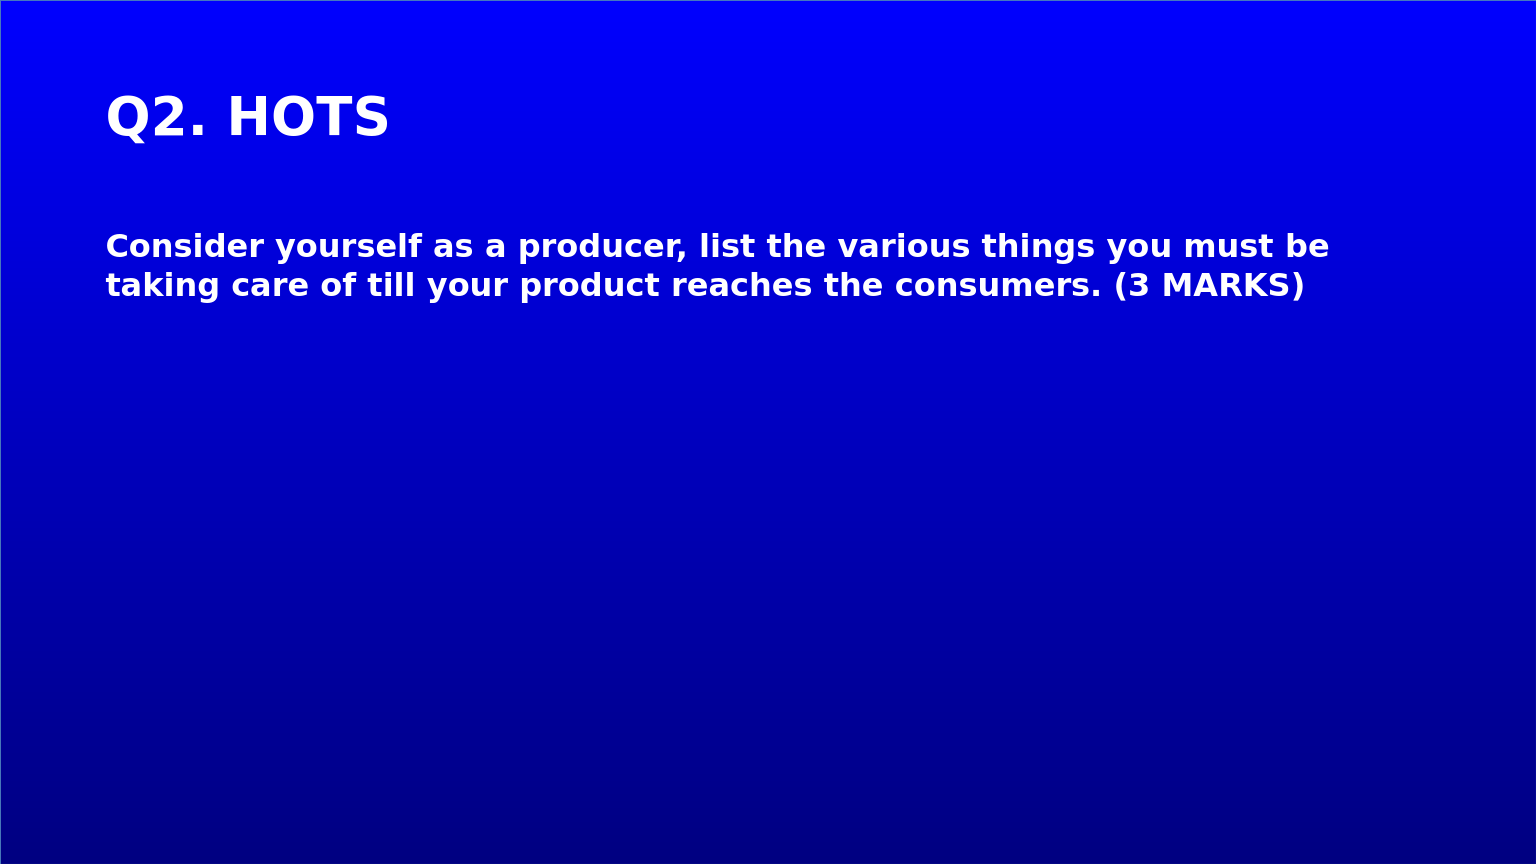 Q2. HOTS
Consider yourself as a producer, list the various things you must be
taking care of till your product reaches the consumers. (3 MARKS)